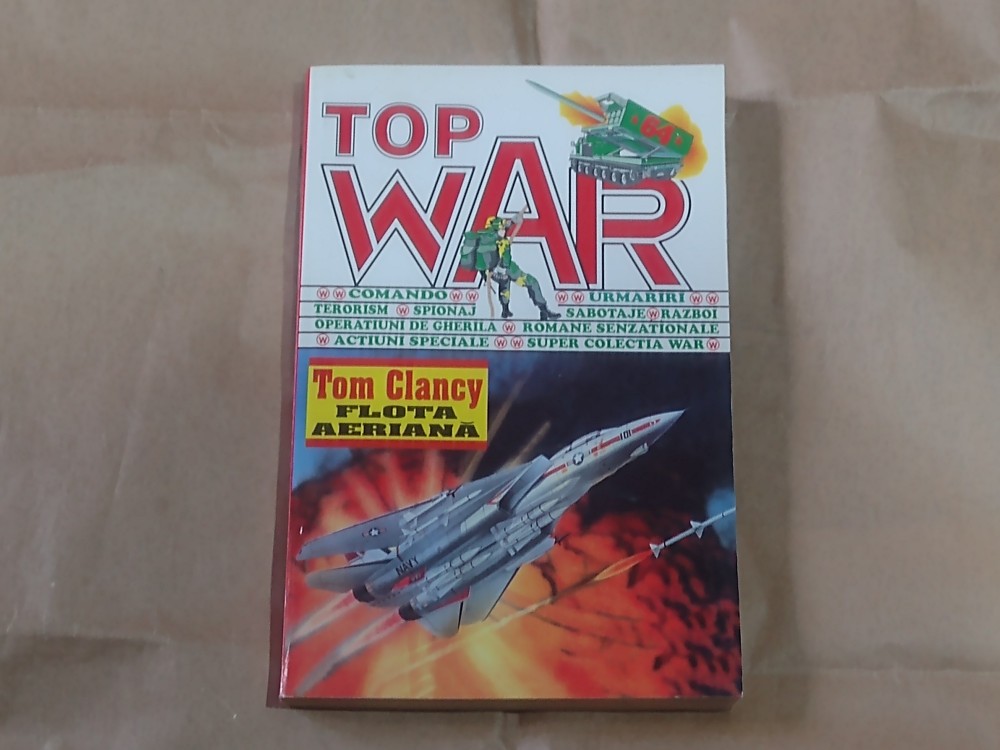 TOP
64
WAR
COMANDO URMARIRI
TERORISM SPIONAJ SABOTAJE RAZBOI
OPERATIUNI DE GHERILA ROMANE SENZATIONALE
ACTIUNI SPECIALE SUPER COLECTIA WAR
Tom Clancy
FLOTA
AERIANĂ
101
NAVY